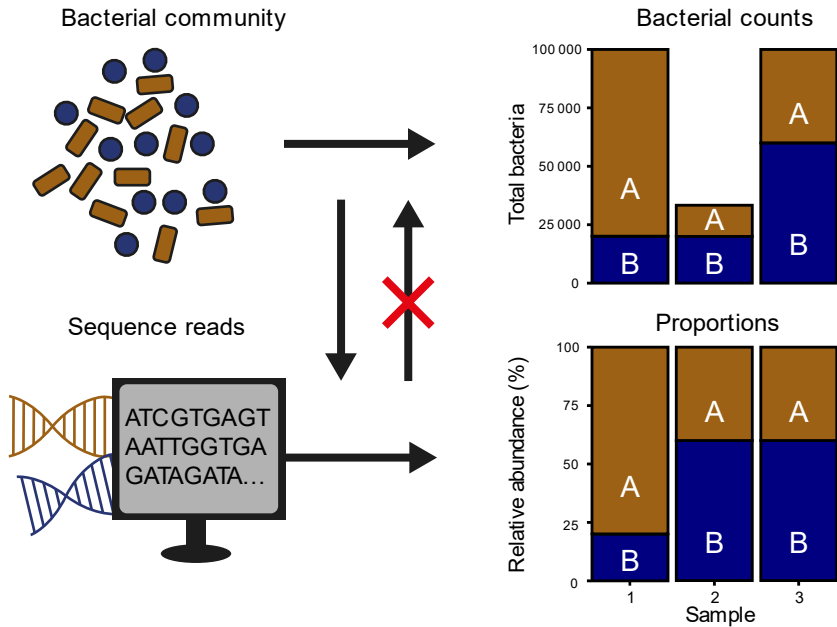 Bacterial community
Bacterial counts
Total bacteria
100 000
75 000
50 000
25 000
0
A
B
A
B
A
B
Sequence reads
ATCGTGAGT
AATTGGTGA
GATAGATA...
Proportions
Relative abundance (%)
100
75
50
25
0
A
B
A
B
A
B
1
2
3
Sample